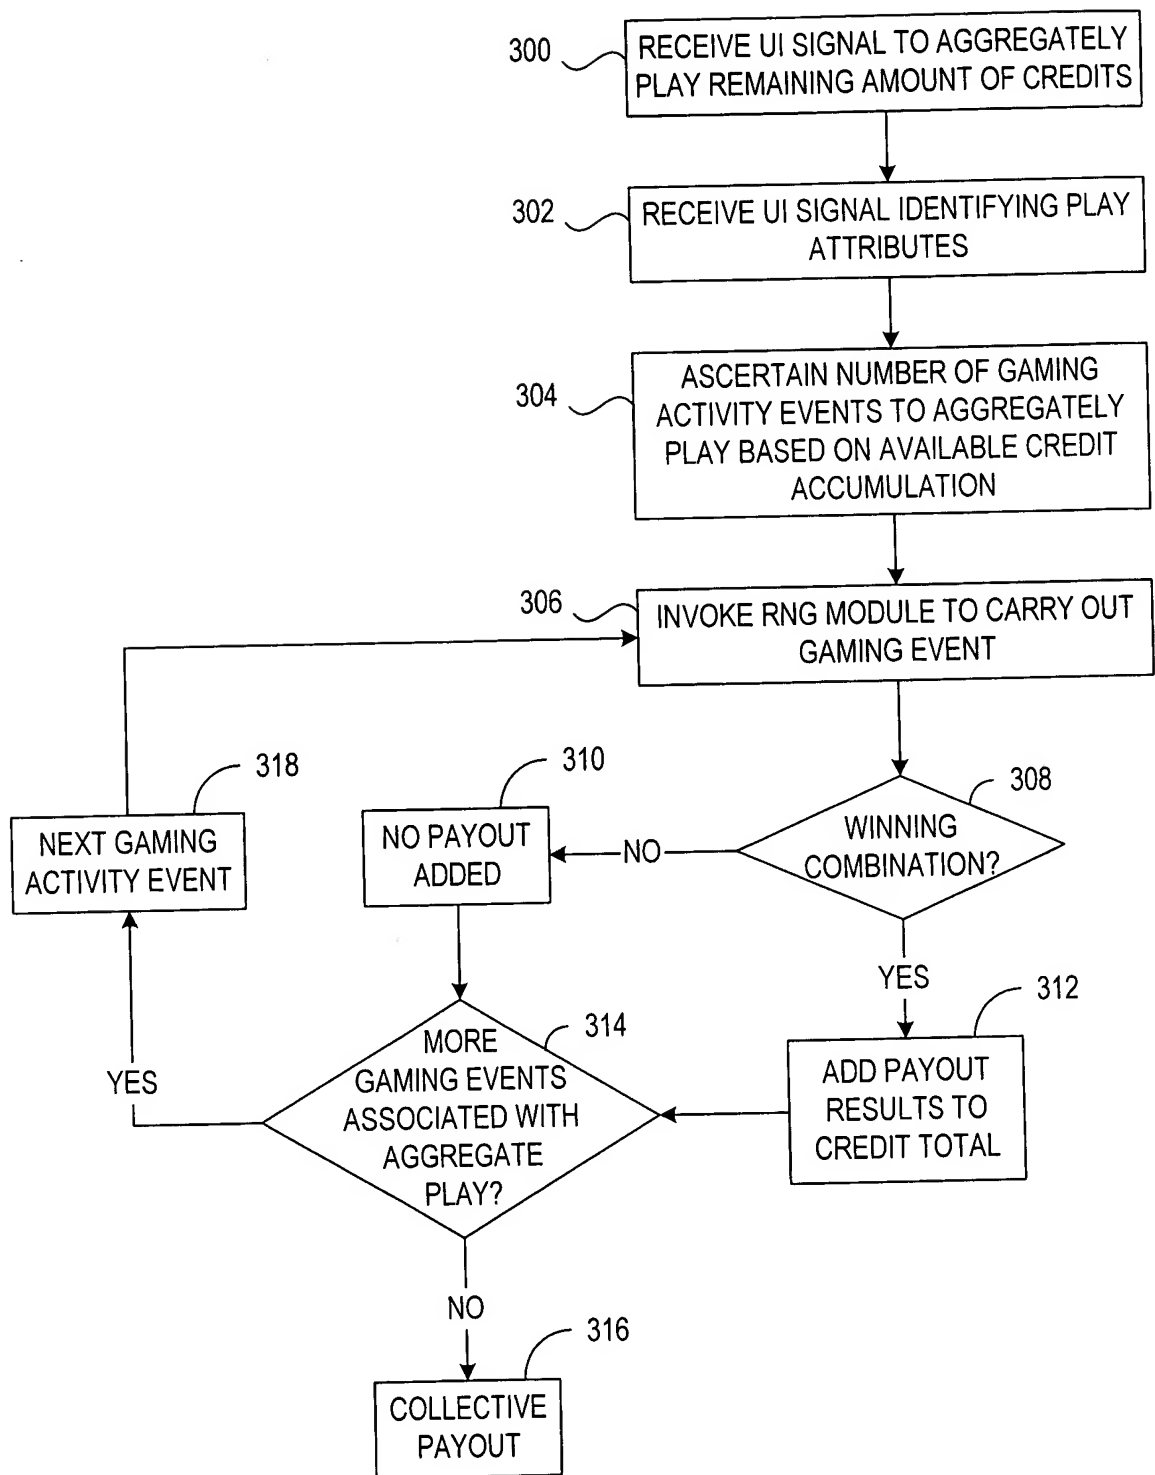 300
RECEIVE UI SIGNAL TO AGGREGATELY
PLAY REMAINING AMOUNT OF CREDITS
302
RECEIVE UI SIGNAL IDENTIFYING PLAY
ATTRIBUTES
304
ASCERTAIN NUMBER OF GAMING
ACTIVITY EVENTS TO AGGREGATELY
PLAY BASED ON AVAILABLE CREDIT
ACCUMULATION
306
INVOKE RNG MODULE TO CARRY OUT
GAMING EVENT
318
NEXT GAMING
ACTIVITY EVENT
310
NO PAYOUT
ADDED
NO
308
WINNING
COMBINATION?
YES
312
ADD PAYOUT
RESULTS TO
CREDIT TOTAL
314
MORE
GAMING EVENTS
ASSOCIATED WITH
AGGREGATE
PLAY?
YES
NO
316
COLLECTIVE
PAYOUT